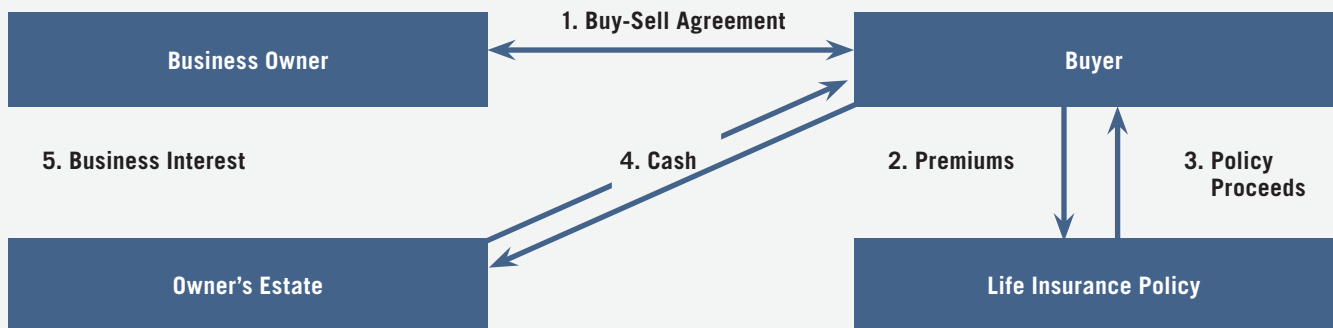 1. Buy-Sell Agreement
Business Owner
Buyer
5. Business Interest
4. Cash
2. Premiums
3. Policy
Proceeds
Owner’s Estate
Life Insurance Policy